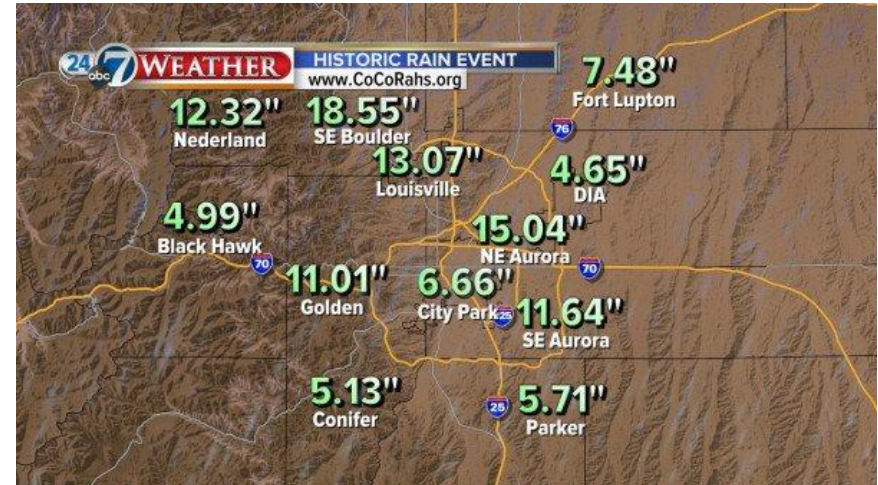 24
abc 7 WEATHER
HISTORIC RAIN EVENT
www.CoCoRahs.org
7.48"
Fort Lupton
12.32"
Nederland
18.55"
SE Boulder
76
13.07"
Louisville
4.65"
DIA
4.99"
Black Hawk
15.04"
NE Aurora
70
70
11.01"
Golden
6.66"
City Park
25
11.64"
SE Aurora
5.13"
Conifer
25
5.71"
Parker